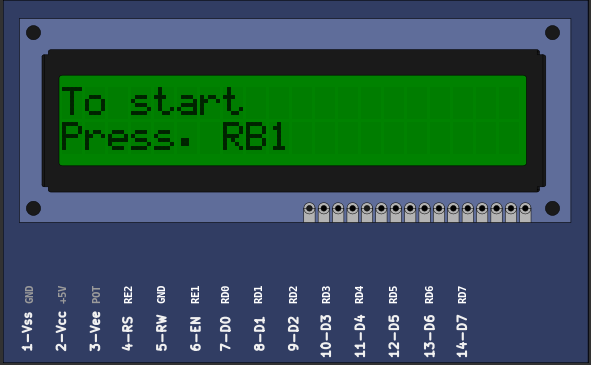 To start
Press. RB1
GND +5V POT RE2 GND RE1 RD0 RD1 RD2 RD3 RD4 RD5 RD6 RD7
1-Vss 2-Vcc 3-Vee 4-RS 5-RW 6-EN 7-D0 8-D1 9-D2 10-D3 11-D4 12-D5 13-D6 14-D7